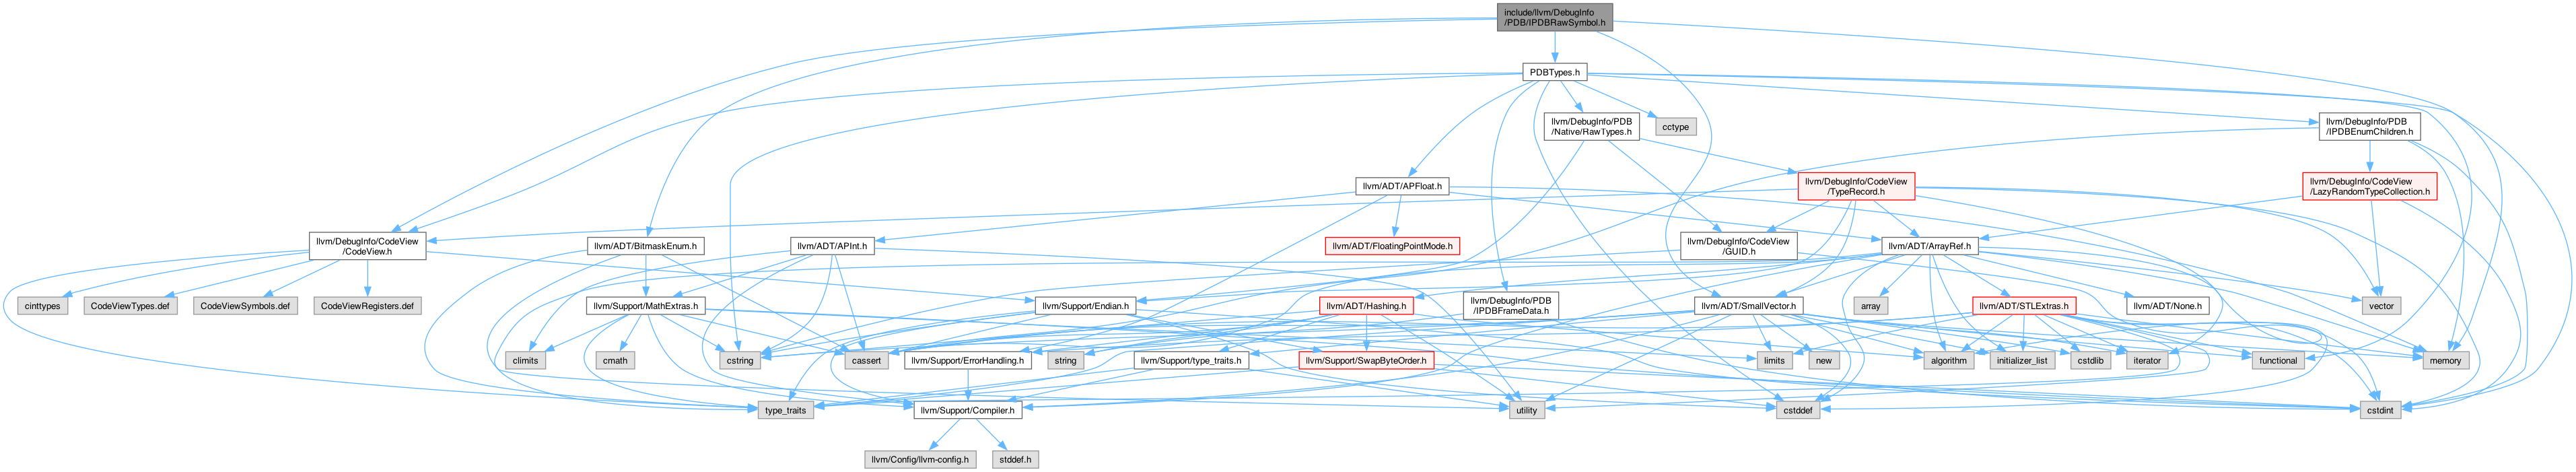 include/llvm/DebugInfo
/PDB/IPDBRawSymbol.h
PDBTypes.h
llvm/DebugInfo/PDB
/Native/RawTypes.h
cctype
llvm/DebugInfo/PDB
/IPDBEnumChildren.h
llvm/ADT/APFloat.h
llvm/DebugInfo/CodeView
/TypeRecord.h
llvm/DebugInfo/CodeView
/LazyRandomTypeCollection.h
llvm/DebugInfo/CodeView
/CodeView.h
llvm/ADT/BitmaskEnum.h
llvm/ADT/APInt.h
llvm/ADT/FloatingPointMode.h
llvm/DebugInfo/CodeView
/GUID.h
llvm/ADT/ArrayRef.h
cinttypes
CodeViewTypes.def
CodeViewSymbols.def
CodeViewRegisters.def
llvm/Support/MathExtras.h
llvm/Support/Endian.h
llvm/ADT/Hashing.h
llvm/DebugInfo/PDB
/IPDBFrameData.h
llvm/ADT/SmallVector.h
array
llvm/ADT/STLExtras.h
llvm/ADT/None.h
vector
climits
cmath
cstring
cassert
llvm/Support/ErrorHandling.h
string
llvm/Support/type_traits.h
llvm/Support/SwapByteOrder.h
limits
new
algorithm
initializer_list
cstdlib
iterator
functional
memory
type_traits
llvm/Support/Compiler.h
utility
cstddef
cstdint
llvm/Config/llvm-config.h
stddef.h